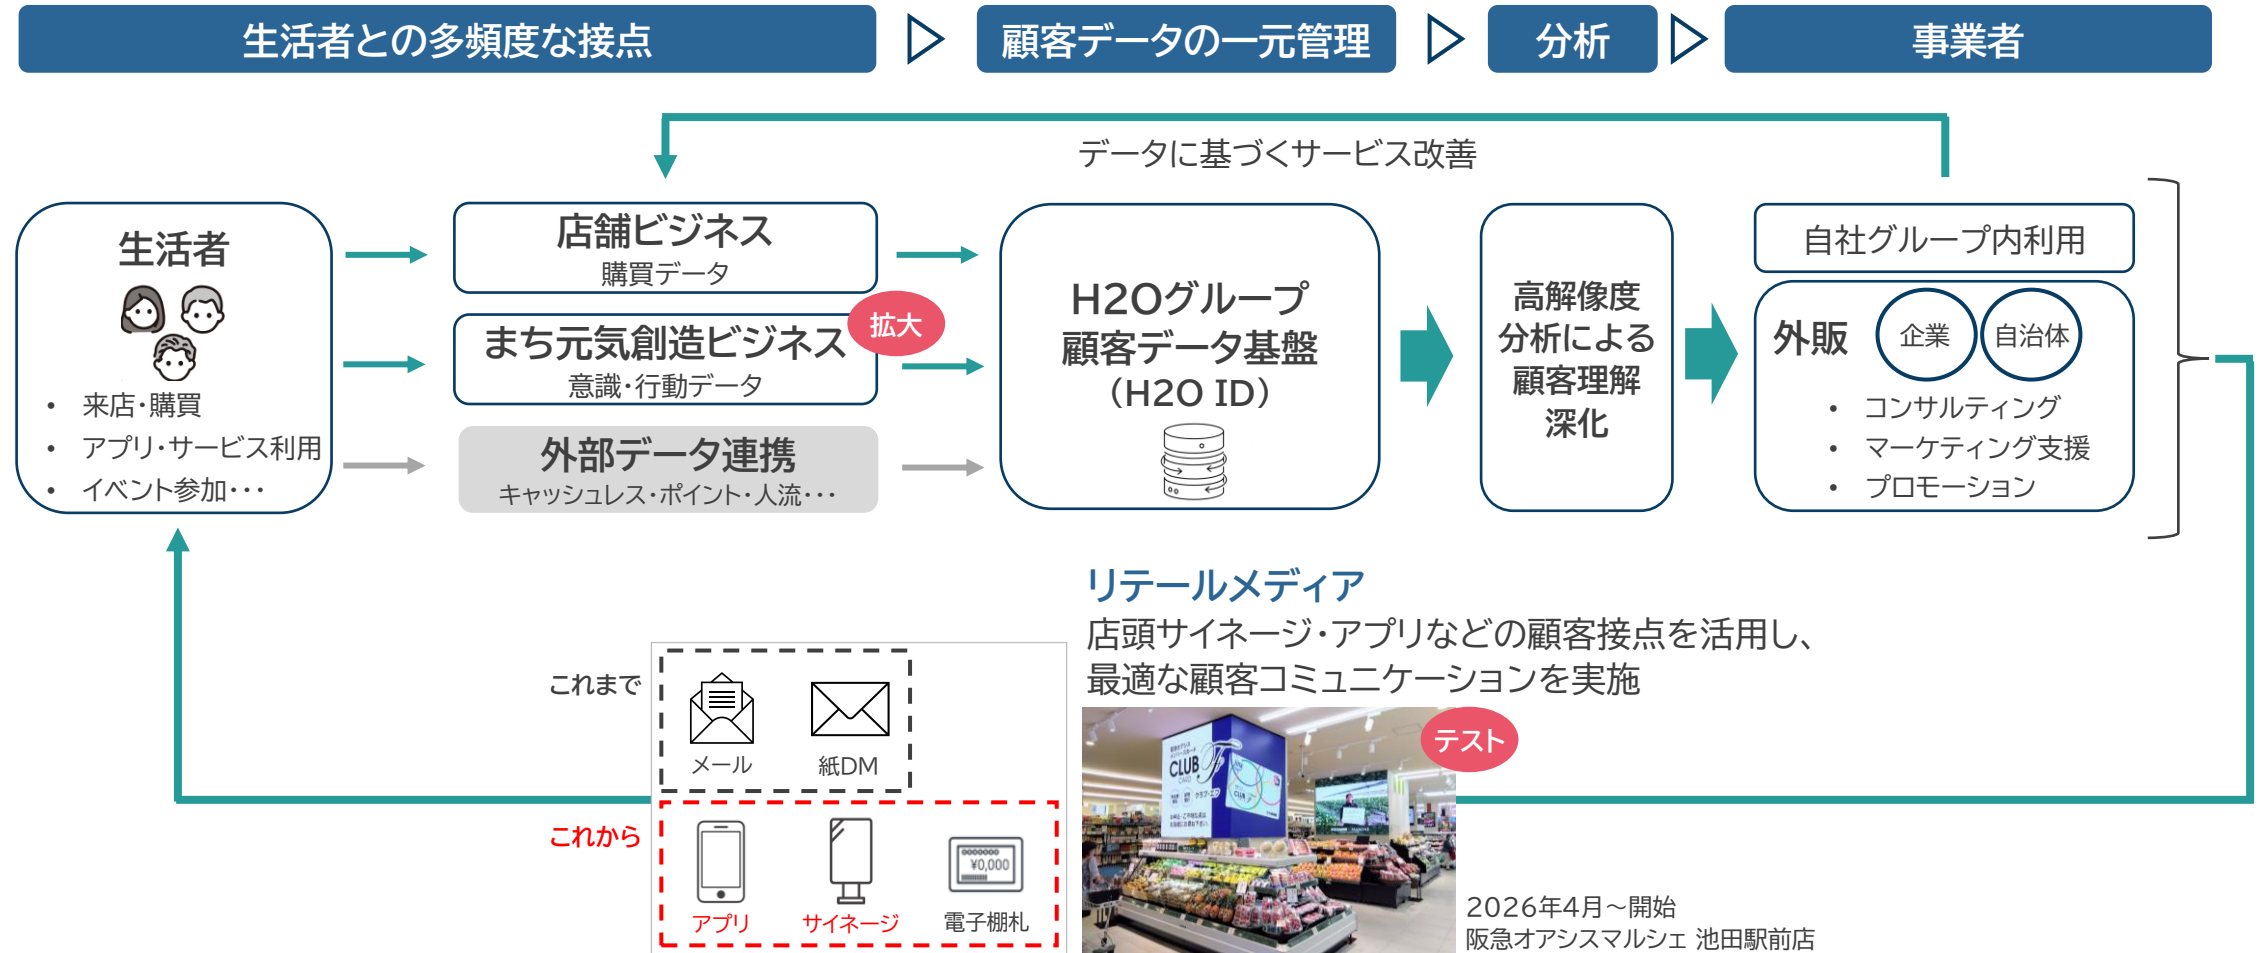 生活者との多頻度な接点
顧客データの一元管理
分析
事業者
データに基づくサービス改善
生活者
• 来店・購買
• アプリ・サービス利用
• イベント参加・・・
店舗ビジネス
購買データ
まち元気創造ビジネス
意識・行動データ
拡大
外部データ連携
キャッシュレス・ポイント・人流・・・
H2Oグループ
顧客データ基盤
（H2O ID）
高解像度
分析による
顧客理解
深化
自社グループ内利用
外販
企業
自治体
• コンサルティング
• マーケティング支援
• プロモーション
リテールメディア
店頭サイネージ・アプリなどの顧客接点を活用し、
最適な顧客コミュニケーションを実施
これまで
メール
紙DM
これから
アプリ
サイネージ
¥0,000
電子棚札
テスト
CLUB
CARD
クラブ・エフ
2026年4月～開始
阪急オアシスマルシェ 池田駅前店